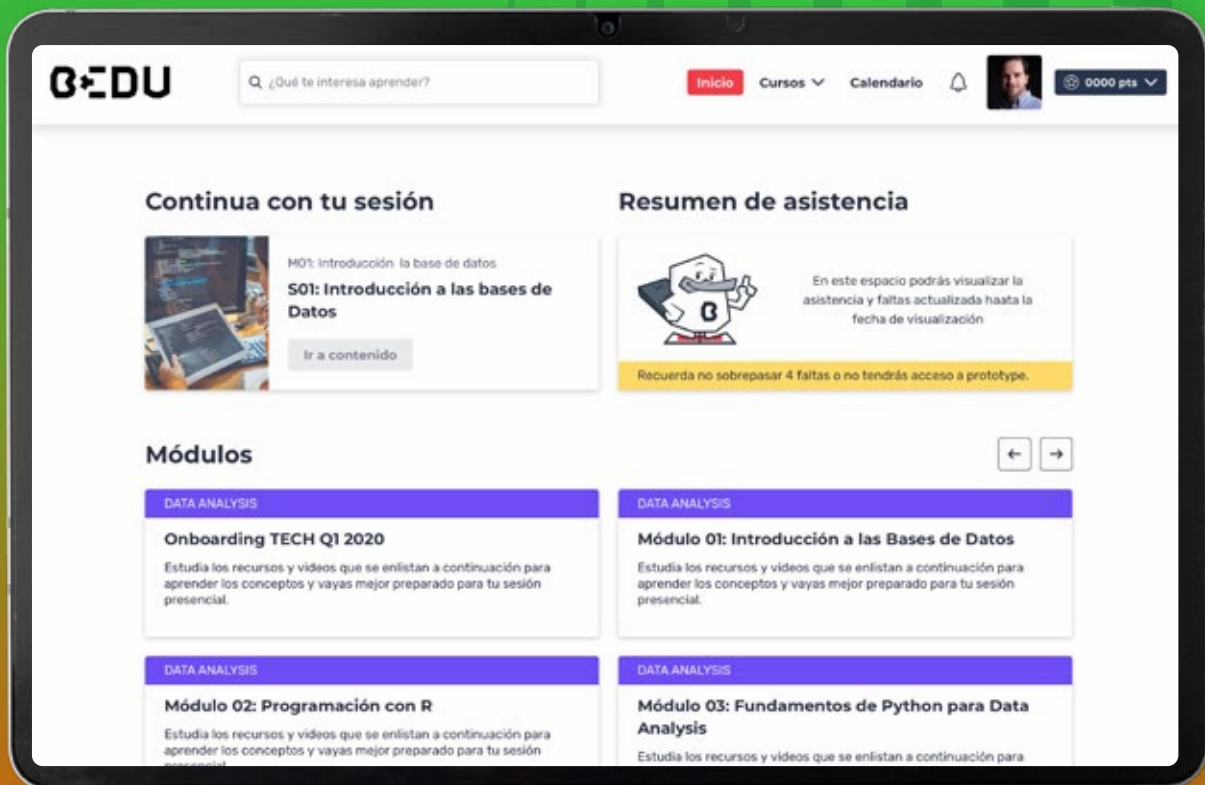 BEDU
¿Qué te interesa aprender?
Inicio
Cursos
Calendario
0000 pts
Continua con tu sesión
M01: Introducción la base de datos
S01: Introducción a las bases de
Datos
Ir a contenido
Resumen de asistencia
B
En este espacio podrás visualizar la
asistencia y faltas actualizada haata la
fecha de visualización
Recuerda no sobrepasar 4 faltas o no tendrás acceso a prototype.
Módulos
DATA ANALYSIS
Onboarding TECH Q1 2020
Estudia los recursos y videos que se enlistan a continuación para
aprender los conceptos y vayas mejor preparado para tu sesión
presencial.
DATA ANALYSIS
Módulo 01: Introducción a las Bases de Datos
Estudia los recursos y videos que se enlistan a continuación para
aprender los conceptos y vayas mejor preparado para tu sesión
presencial.
DATA ANALYSIS
Módulo 02: Programación con R
Estudia los recursos y videos que se enlistan a continuación para
aprender los conceptos y vayas mejor preparado para tu sesión
presencial.
DATA ANALYSIS
Módulo 03: Fundamentos de Python para Data
Analysis
Estudia los recursos y videos que se enlistan a continuación para